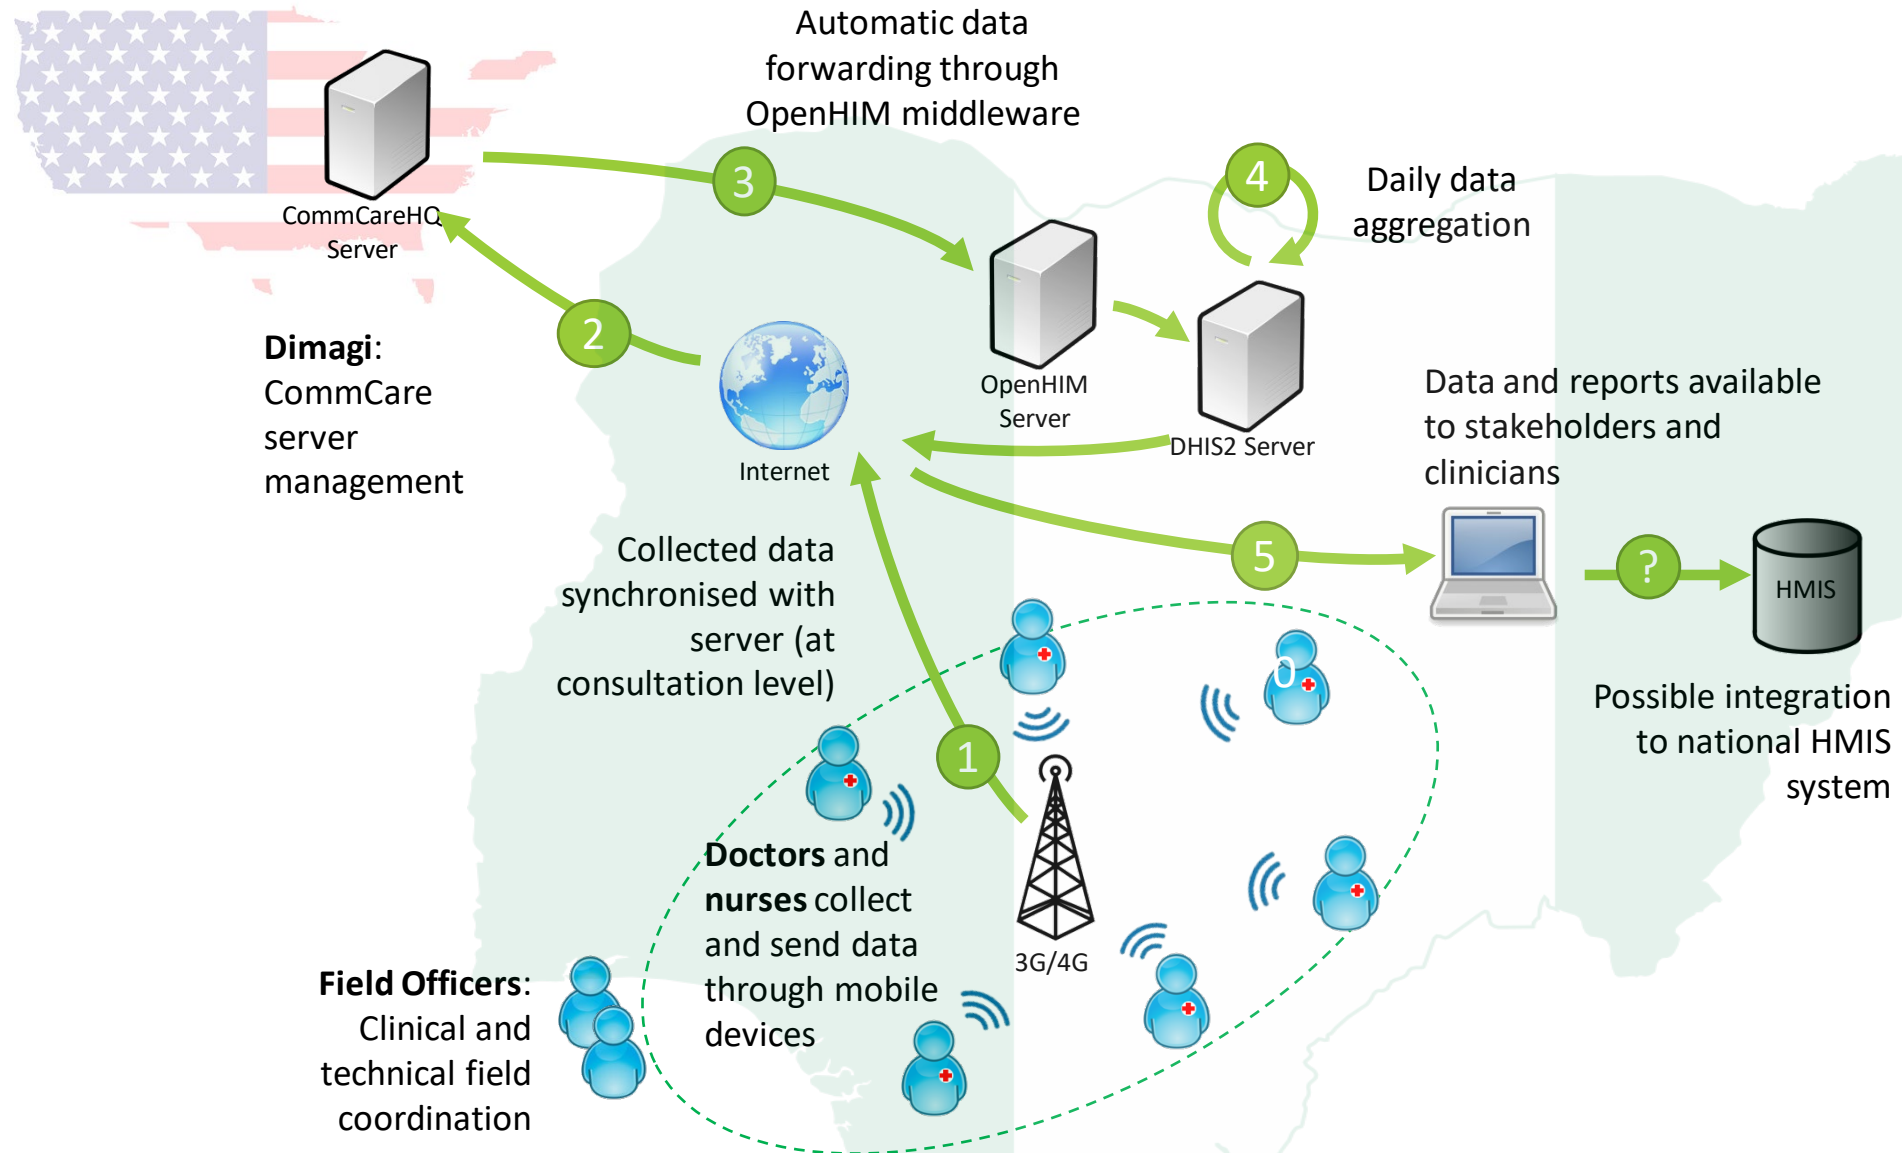 Automatic data
forwarding through
OpenHIM middleware
CommCareHQ
Server
3
4
Daily data
aggregation
2
Dimagi:
CommCare
server
management
Internet
OpenHIM
Server
DHIS2 Server
Data and reports available
to stakeholders and
clinicians
5
?
HMIS
Possible integration
to national HMIS
system
Collected data
synchronised with
server (at
consultation level)
0
1
Doctors and
nurses collect
and send data
through mobile
devices
3G/4G
Field Officers:
Clinical and
technical field
coordination